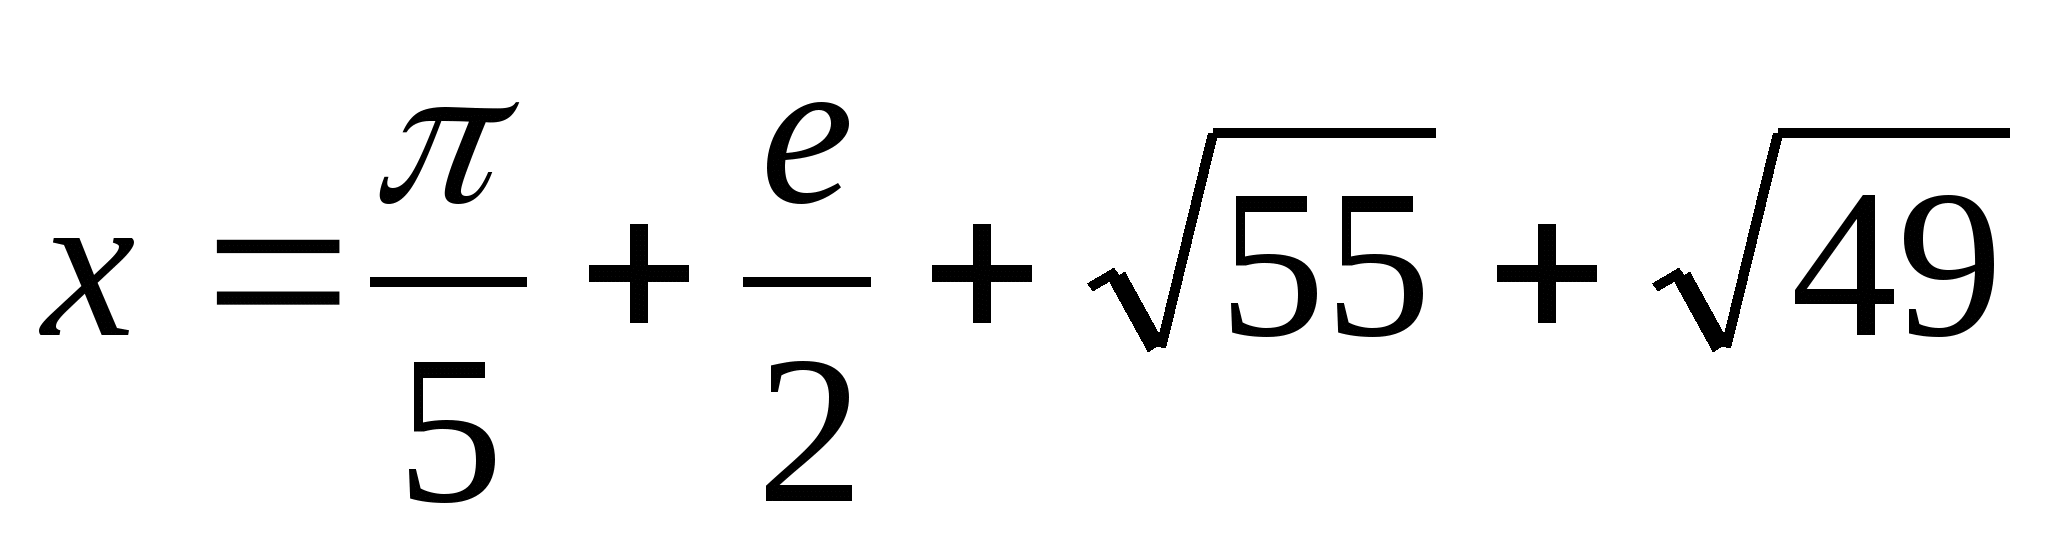 x = π/5 + e/2 + √55 + √49